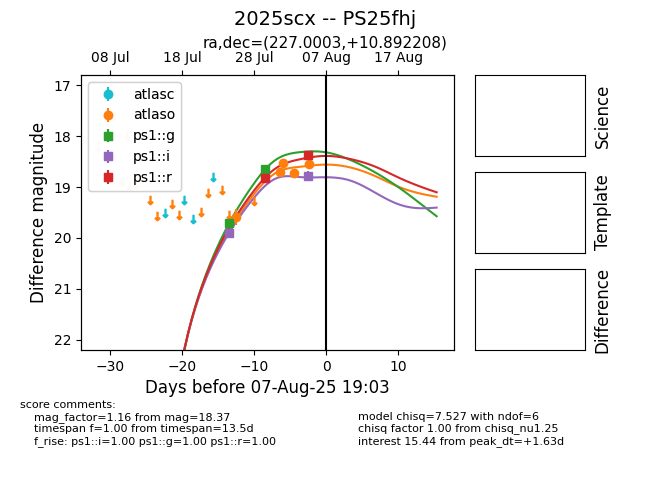 2025scx -- PS25fhj
ra,dec=(227.0003,+10.892208)
08 Jul 18 Jul 28 Jul 07 Aug 17 Aug
17
18
19
20
21
22
Difference magnitude
atlasc
atlaso
ps1::g
ps1::i
ps1::r
−30 −20 −10 0 10
Days before 07-Aug-25 19:03
Science
Template
Difference
score comments:
mag_factor=1.16 from mag=18.37
timespan f=1.00 from timespan=13.5d
f_rise: ps1::i=1.00 ps1::g=1.00 ps1::r=1.00
model chisq=7.527 with ndof=6
chisq factor 1.00 from chisq_nu1.25
interest 15.44 from peak_dt=+1.63d